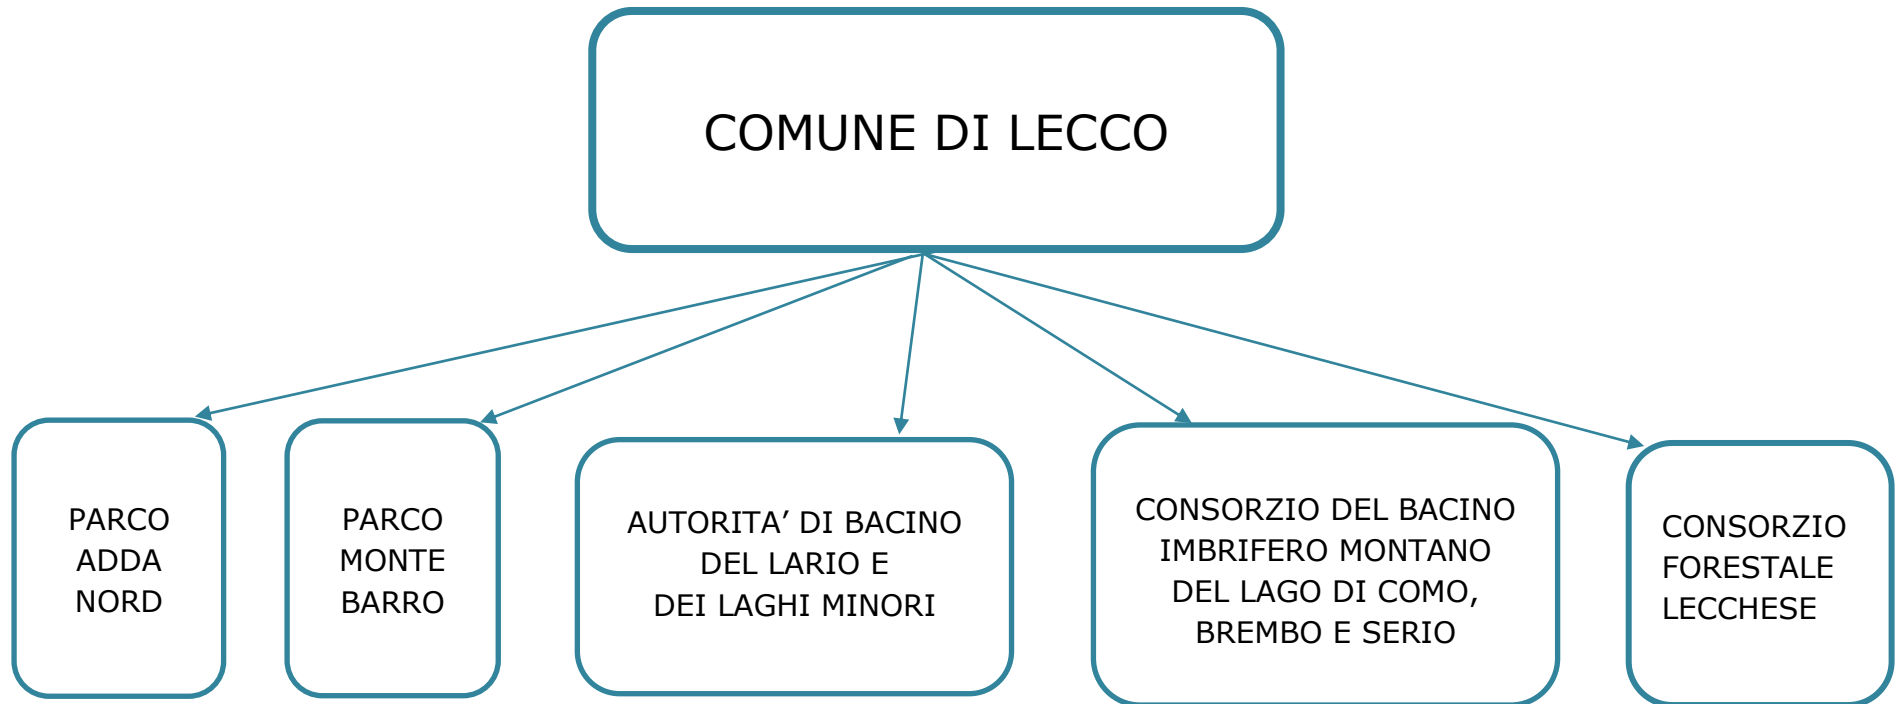 COMUNE DI LECCO
PARCO
ADDA
NORD
PARCO
MONTE
BARRO
AUTORITA’ DI BACINO
DEL LARIO E
DEI LAGHI MINORI
CONSORZIO DEL BACINO
IMBRIFERO MONTANO
DEL LAGO DI COMO,
BREMBO E SERIO
CONSORZIO
FORESTALE
LECCHESE